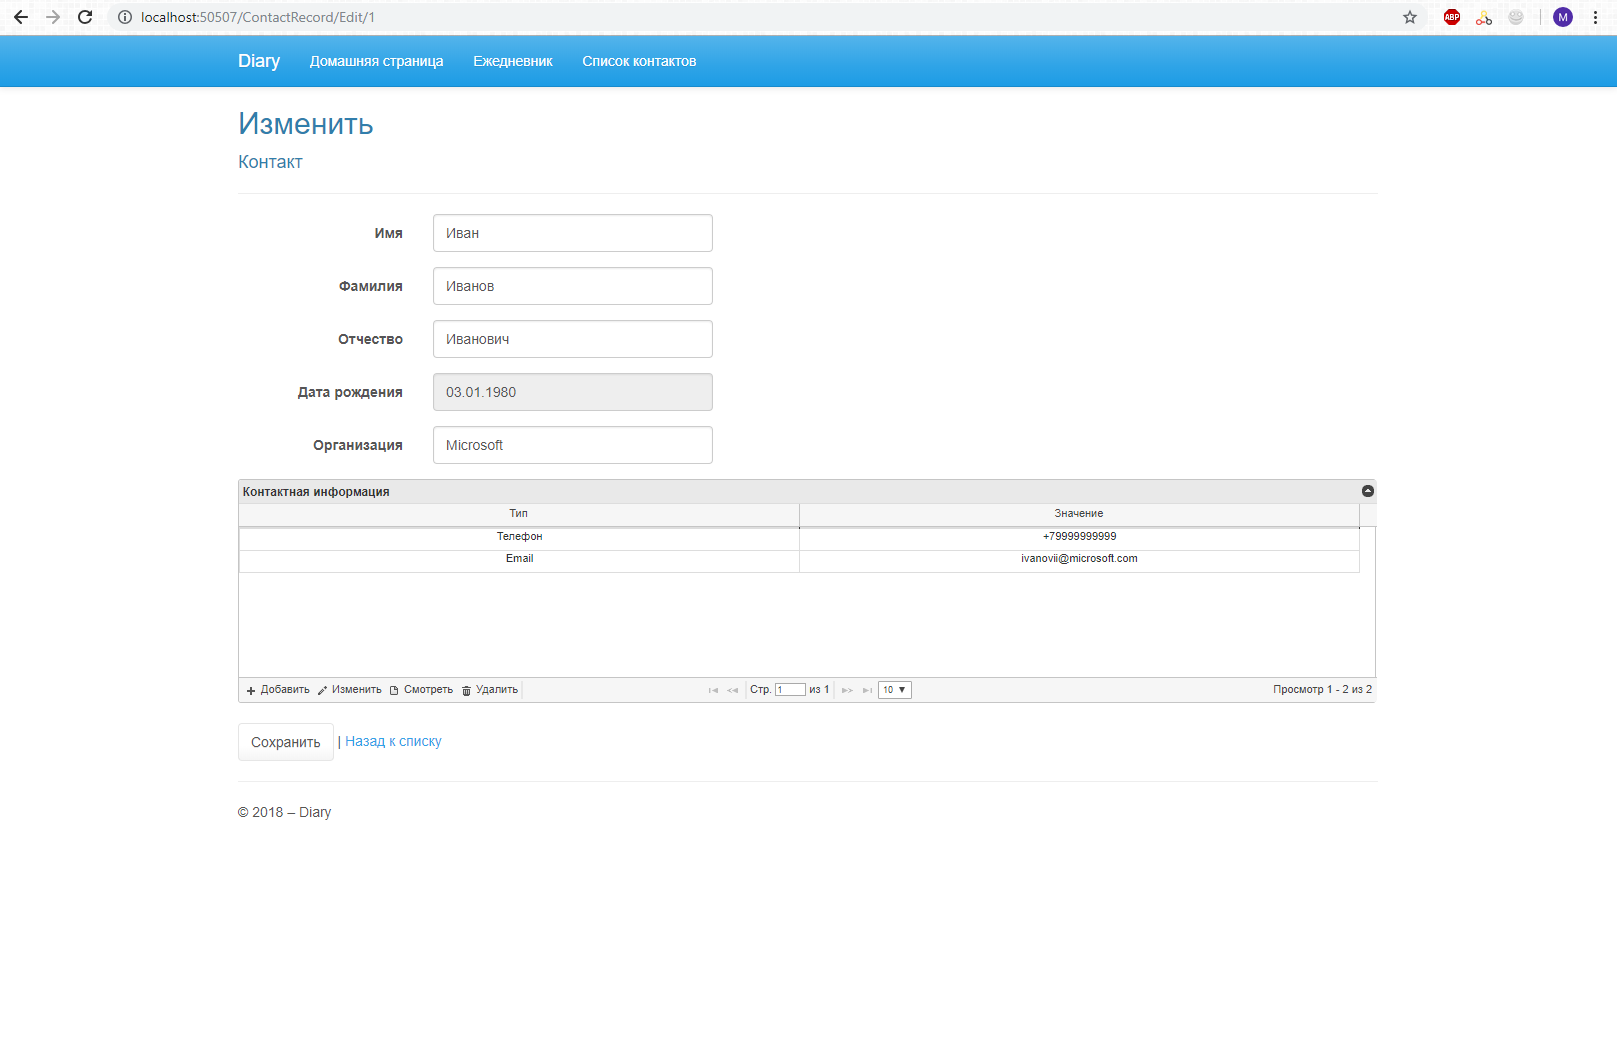 localhost:50507/ContactRecord/Edit/1
ABP
M
Diary Домашняя страница Ежедневник Список контактов
Изменить
Контакт
Имя Иван
Фамилия Иванов
Отчество Иванович
Дата рождения 03.01.1980
Организация Microsoft
Контактная информация
Тип Значение
Телефон +79999999999
Email ivanovii@microsoft.com
Добавить Изменить Смотреть Удалить Стр. 1 из 1 10 Просмотр 1 - 2 из 2
Сохранить | Назад к списку
© 2018 – Diary